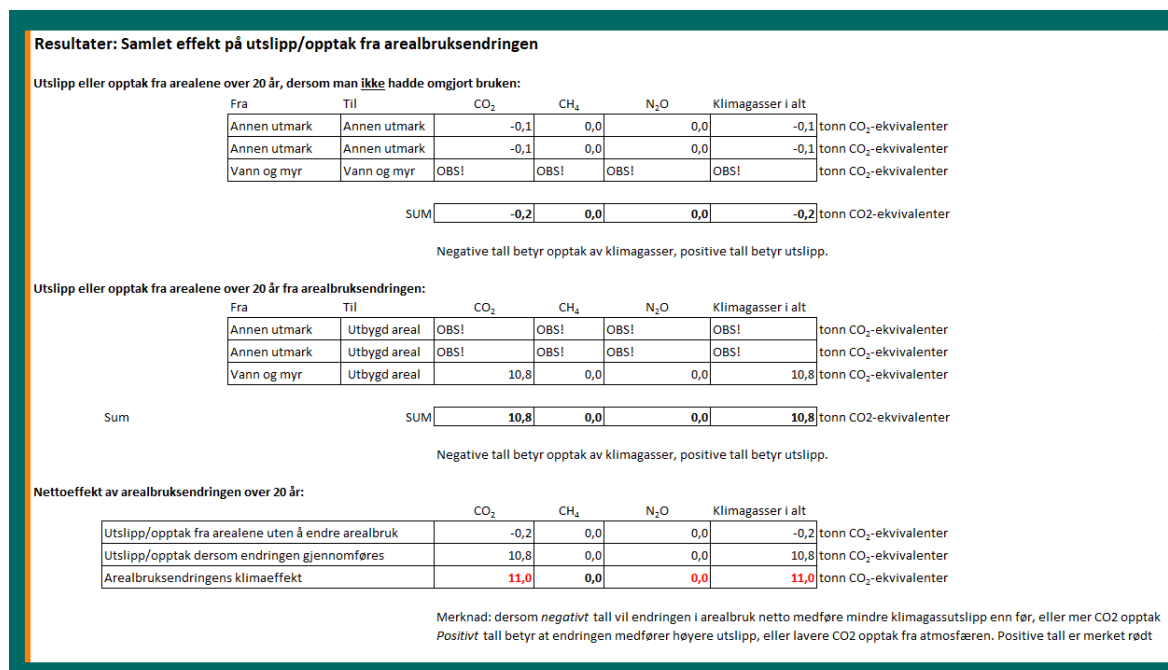 Resultater: Samlet effekt på utslipp/opptak fra arealbruksendringen
Utslipp eller opptak fra arealene over 20 år, dersom man ikke hadde omgjort bruken:
Fra Til CO₂ CH₄ N₂O Klimagasser i alt
Annen utmark Annen utmark -0,1 0,0 0,0 -0,1 tonn CO₂-ekvivalenter
Annen utmark Annen utmark -0,1 0,0 0,0 -0,1 tonn CO₂-ekvivalenter
Vann og myr Vann og myr OBS! OBS! OBS! OBS! tonn CO₂-ekvivalenter
SUM -0,2 0,0 0,0 -0,2 tonn CO2-ekvivalenter
Negative tall betyr opptak av klimagasser, positive tall betyr utslipp.
Utslipp eller opptak fra arealene over 20 år fra arealbruksendringen:
Fra Til CO₂ CH₄ N₂O Klimagasser i alt
Annen utmark Utbygd areal OBS! OBS! OBS! OBS! tonn CO₂-ekvivalenter
Annen utmark Utbygd areal OBS! OBS! OBS! OBS! tonn CO₂-ekvivalenter
Vann og myr Utbygd areal 10,8 0,0 0,0 10,8 tonn CO₂-ekvivalenter
Sum SUM 10,8 0,0 0,0 10,8 tonn CO2-ekvivalenter
Negative tall betyr opptak av klimagasser, positive tall betyr utslipp.
Nettoeffekt av arealbruksendringen over 20 år:
CO₂ CH₄ N₂O Klimagasser i alt
Utslipp/opptak fra arealene uten å endre arealbruk -0,2 0,0 0,0 -0,2 tonn CO₂-ekvivalenter
Utslipp/opptak dersom endringen gjennomføres 10,8 0,0 0,0 10,8 tonn CO₂-ekvivalenter
Arealbruksendringens klimaeffekt 11,0 0,0 0,0 11,0 tonn CO₂-ekvivalenter
Merknad: dersom negativt tall vil endringen i arealbruk netto medføre mindre klimagassutslipp enn før, eller mer CO2 opptak
Positivt tall betyr at endringen medfører høyere utslipp, eller lavere CO2 opptak fra atmosfæren. Positive tall er merket rødt